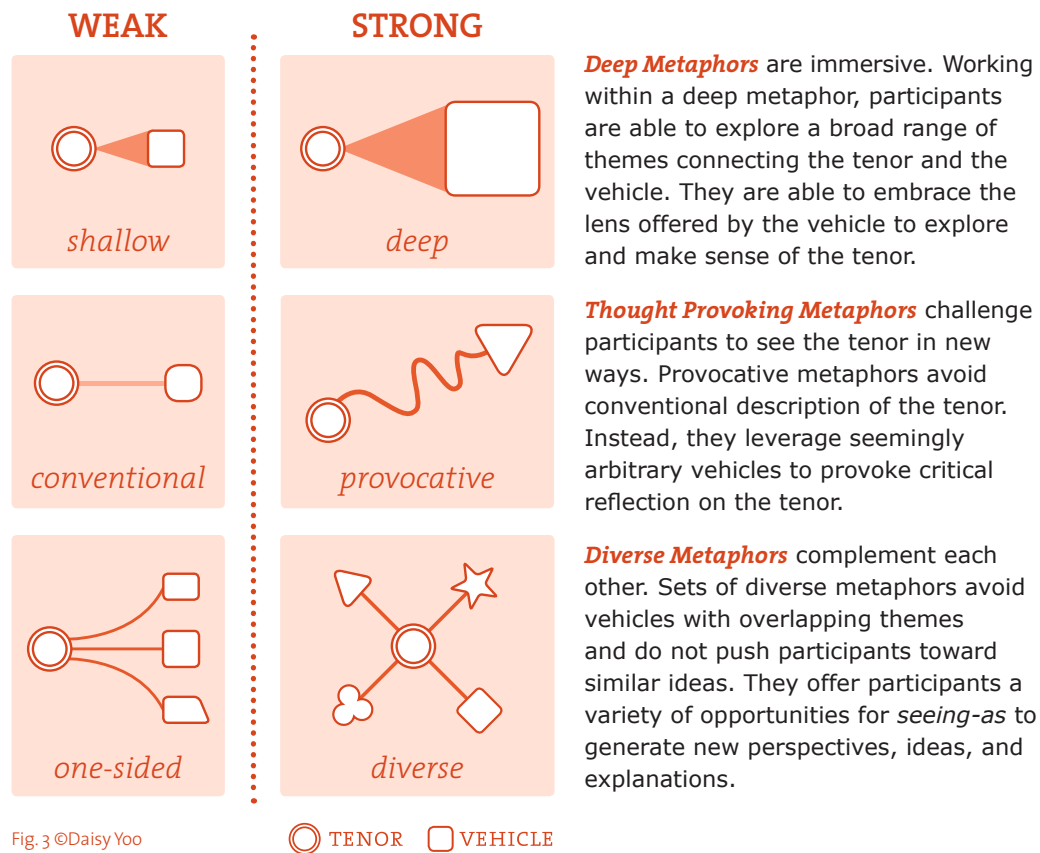 WEAK
STRONG
shallow
deep
Deep Metaphors are immersive. Working
within a deep metaphor, participants
are able to explore a broad range of
themes connecting the tenor and the
vehicle. They are able to embrace the
lens offered by the vehicle to explore
and make sense of the tenor.
conventional
provocative
Thought Provoking Metaphors challenge
participants to see the tenor in new
ways. Provocative metaphors avoid
conventional description of the tenor.
Instead, they leverage seemingly
arbitrary vehicles to provoke critical
reflection on the tenor.
one-sided
diverse
Diverse Metaphors complement each
other. Sets of diverse metaphors avoid
vehicles with overlapping themes
and do not push participants toward
similar ideas. They offer participants a
variety of opportunities for seeing-as to
generate new perspectives, ideas, and
explanations.
Fig. 3 ©Daisy Yoo
TENOR
VEHICLE